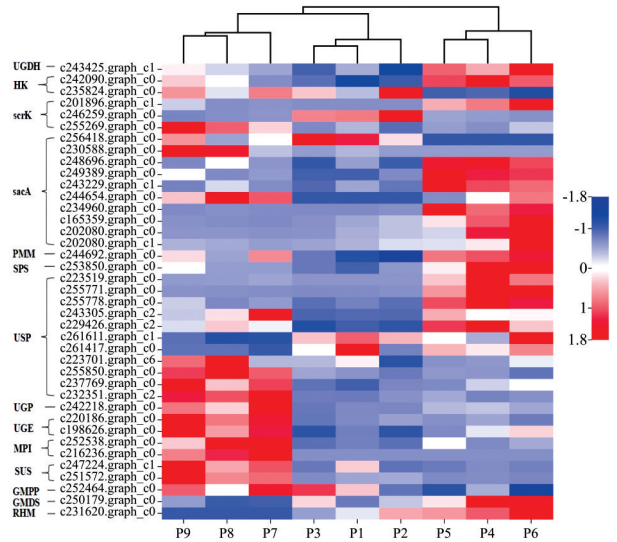 UGDH c243425.graph_c1
HK c242090.graph_c0
c235824.graph_c0
scrK c201896.graph_c1
c246259.graph_c0
c255269.graph_c0
sacA c256418.graph_c0
c230588.graph_c0
c248696.graph_c0
c249389.graph_c0
c243229.graph_c1
c244654.graph_c0
c234960.graph_c0
c165359.graph_c0
c202080.graph_c0
c202080.graph_c1
PMM c244692.graph_c0
SPS c253850.graph_c0
USP c223519.graph_c0
c255771.graph_c0
c255778.graph_c0
c243305.graph_c2
c229426.graph_c2
c261611.graph_c1
c261417.graph_c0
c223701.graph_c6
c255850.graph_c0
c237769.graph_c0
c232351.graph_c2
UGP c242218.graph_c0
UGE c220186.graph_c0
c198626.graph_c0
MPI c252538.graph_c0
c216236.graph_c0
SUS c247224.graph_c1
c251572.graph_c0
GMPP c252464.graph_c0
GMDS c250179.graph_c0
RHM c231620.graph_c0
P9 P8 P7 P3 P1 P2 P5 P4 P6
-1.8
-1
0
1
1.8